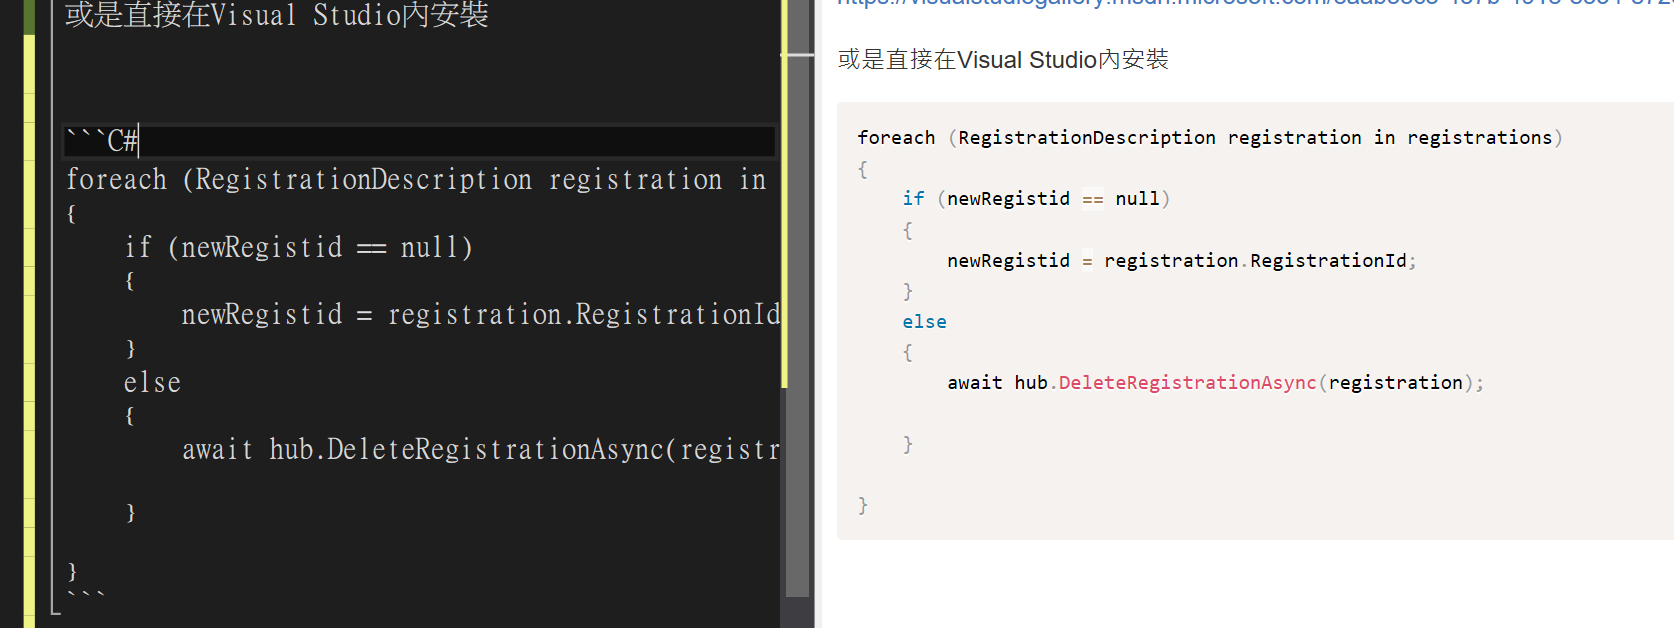 或是直接在Visual Studio內安裝
```C#
foreach (RegistrationDescription registration in
{
    if (newRegistid == null)
    {
        newRegistid = registration.RegistrationId
    }
    else
    {
        await hub.DeleteRegistrationAsync(registr
    }
}
```
或是直接在Visual Studio內安裝
foreach (RegistrationDescription registration in registrations)
{
    if (newRegistid == null)
    {
        newRegistid = registration.RegistrationId;
    }
    else
    {
        await hub.DeleteRegistrationAsync(registration);
    }
}